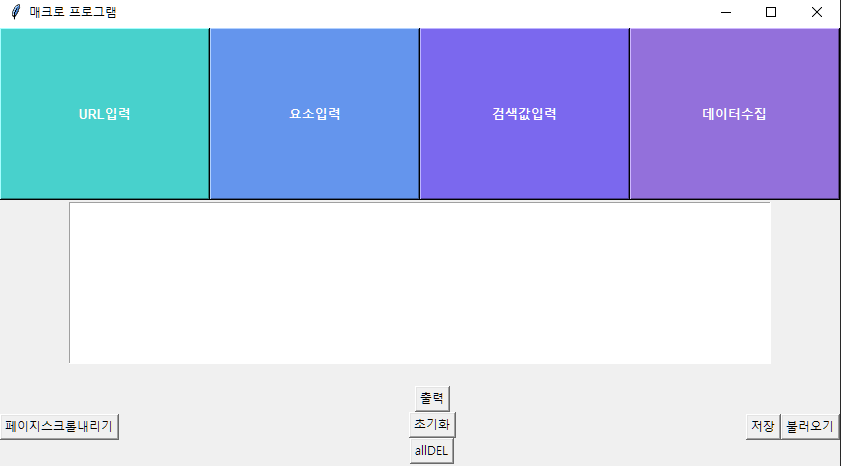 매크로 프로그램
URL입력
요소입력
검색값입력
데이터수집
출력
페이지스크롤내리기
초기화
저장
불러오기
allDEL